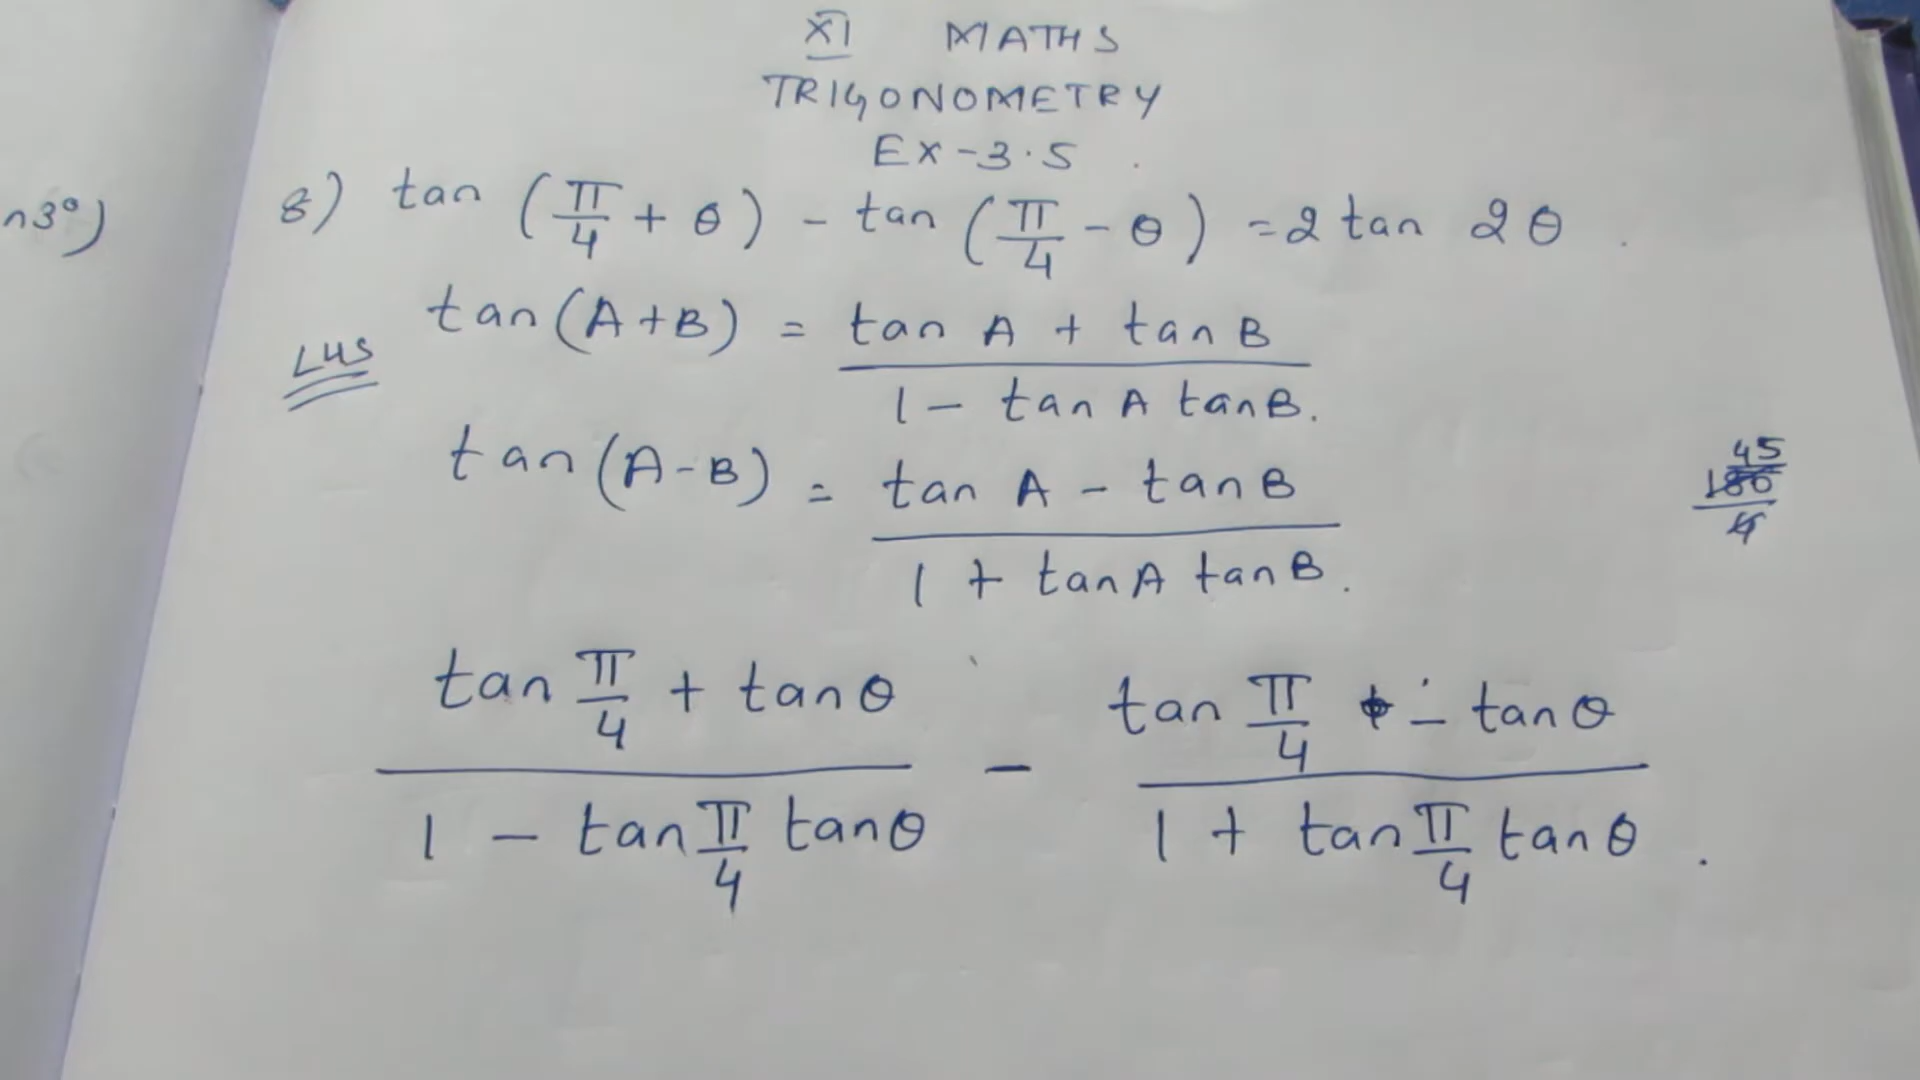 XI MATHS
TRIGONOMETRY
EX-3.5
n3°)
8) tan (π/4 + θ) - tan (π/4 - θ) = 2 tan 2θ.
LHS
tan (A+B) = tan A + tan B
1 - tan A tan B.
tan (A-B) = tan A - tan B
1 + tan A tan B.
45
180
4
tan π/4 + tan θ - tan π/4 - tan θ
1 - tan π/4 tan θ 1 + tan π/4 tan θ.